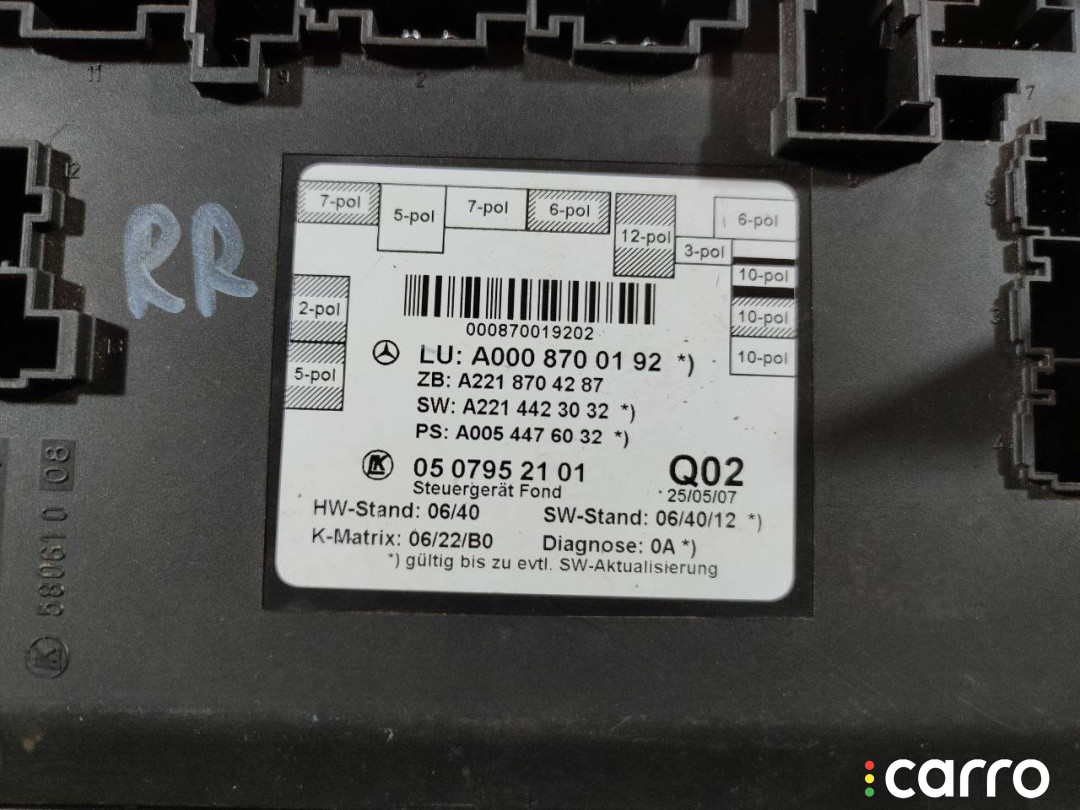 11
9
2
1
7
12
RR
7-pol
5-pol
7-pol
6-pol
12-pol
6-pol
3-pol
10-pol
10-pol
10-pol
2-pol
5-pol
000870019202
LU: A000 870 01 92 *)
ZB: A221 870 42 87
SW: A221 442 30 32 *)
PS: A005 447 60 32 *)
05 0795 21 01
Q02
Steuergerät Fond
25/05/07
HW-Stand: 06/40
SW-Stand: 06/40/12 *)
K-Matrix: 06/22/B0
Diagnose: 0A *)
*) gültig bis zu evtl. SW-Aktualisierung
13
3
4
580610 08
carro